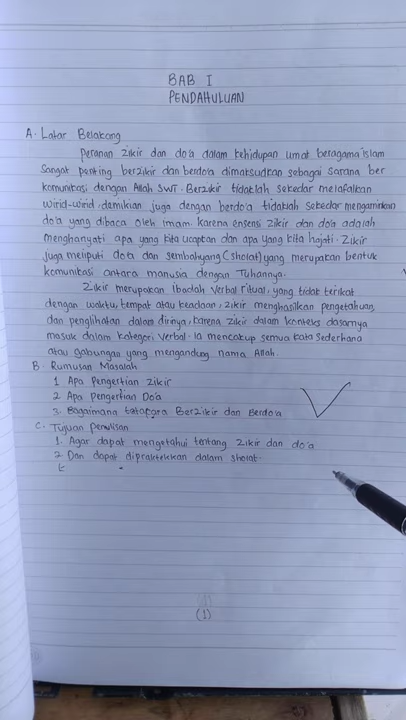 BAB I
PENDAHULUAN
A. Latar Belakang
Peranan zikir dan do'a dalam kehidupan umat beragama islam
Sangat penting berzikir dan berdo'a dimaksudkan sebagai Sarana ber
komunikasi dengan Allah SWT. Berzikir tidaklah sekedar melafalkan
Wirid-wirid, demikian juga dengan berdo'a tidaklah Sekedar mengaminkan
do'a yang dibaca oleh imam. karena ensensi zikir dan do'a adalah
menghanyati apa yang kita ucapkan dan apa yang kita hajati. Zikir
Juga meliputi do'a dan sembahyang (sholat) yang merupakan bentuk
komunikasi antara manusia dengan Tuhannya.
Zikir merupakan Ibadah Verbal ritual, yang tidak terikat
dengan waktu, tempat atau keadaan, zikir menghasilkan pengetahuan,
dan penglihatan dalam dirinya, karena zikir dalam konteks dasarnya
masuk dalam kategori verbal. Ia mencakup semua kata Sederhana
atau gabungan yang mengandung nama Allah.
B. Rumusan Masalah
1 Apa Pengertian Zikir
2 Apa Pengertian Do'a
3. Bagaimana tatacara Berzikir dan Berdo'a
C. Tujuan Penulisan
1. Agar dapat mengetahui tentang Zikir dan do'a
2 Dan dapat dipraktekkan dalam sholat.
t
(1)